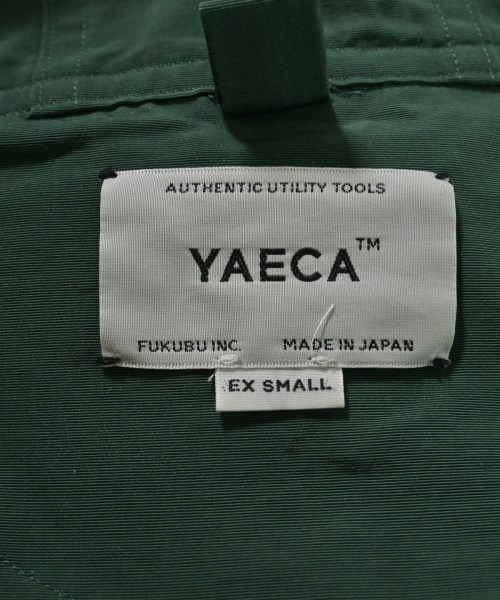 AUTHENTIC UTILITY TOOLS
YAECA™
FUKUBU INC. MADE IN JAPAN
EX SMALL